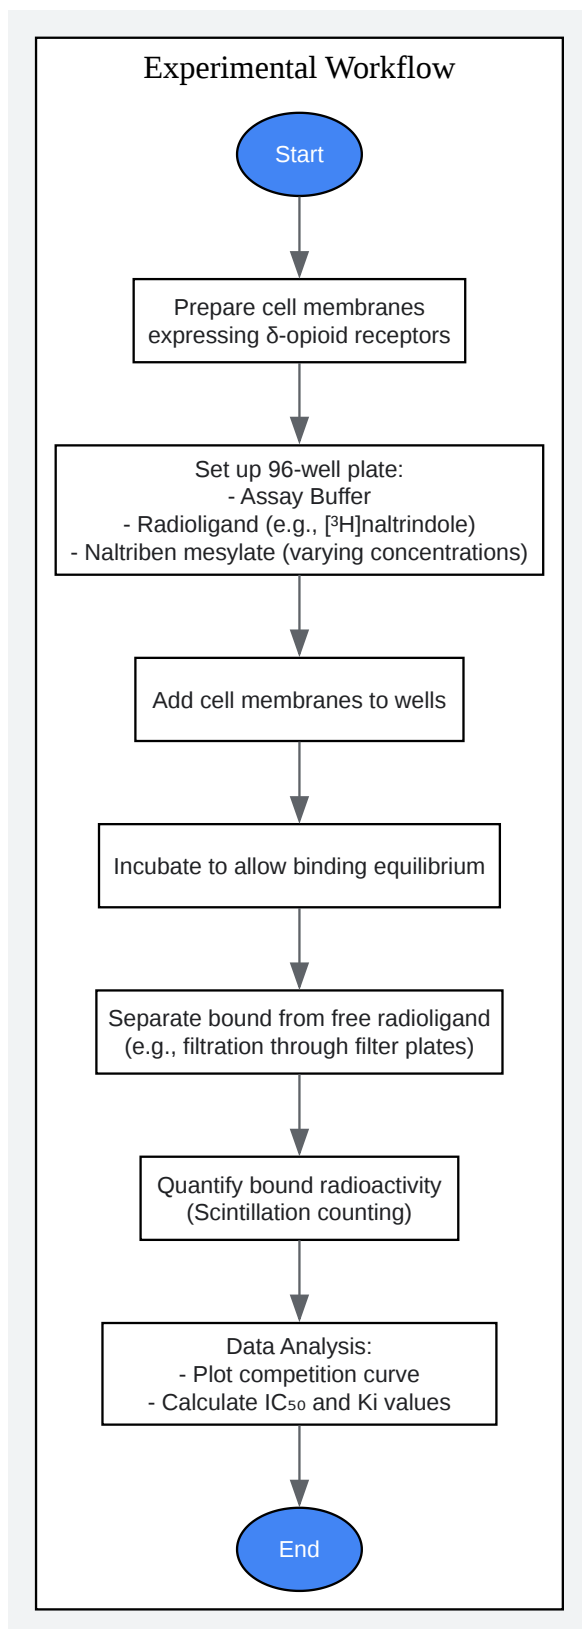 Experimental Workflow
Start
Prepare cell membranes
expressing δ-opioid receptors
Set up 96-well plate:
- Assay Buffer
- Radioligand (e.g., [³H]naltrindole)
- Naltriben mesylate (varying concentrations)
Add cell membranes to wells
Incubate to allow binding equilibrium
Separate bound from free radioligand
(e.g., filtration through filter plates)
Quantify bound radioactivity
(Scintillation counting)
Data Analysis:
- Plot competition curve
- Calculate IC₅₀ and Ki values
End